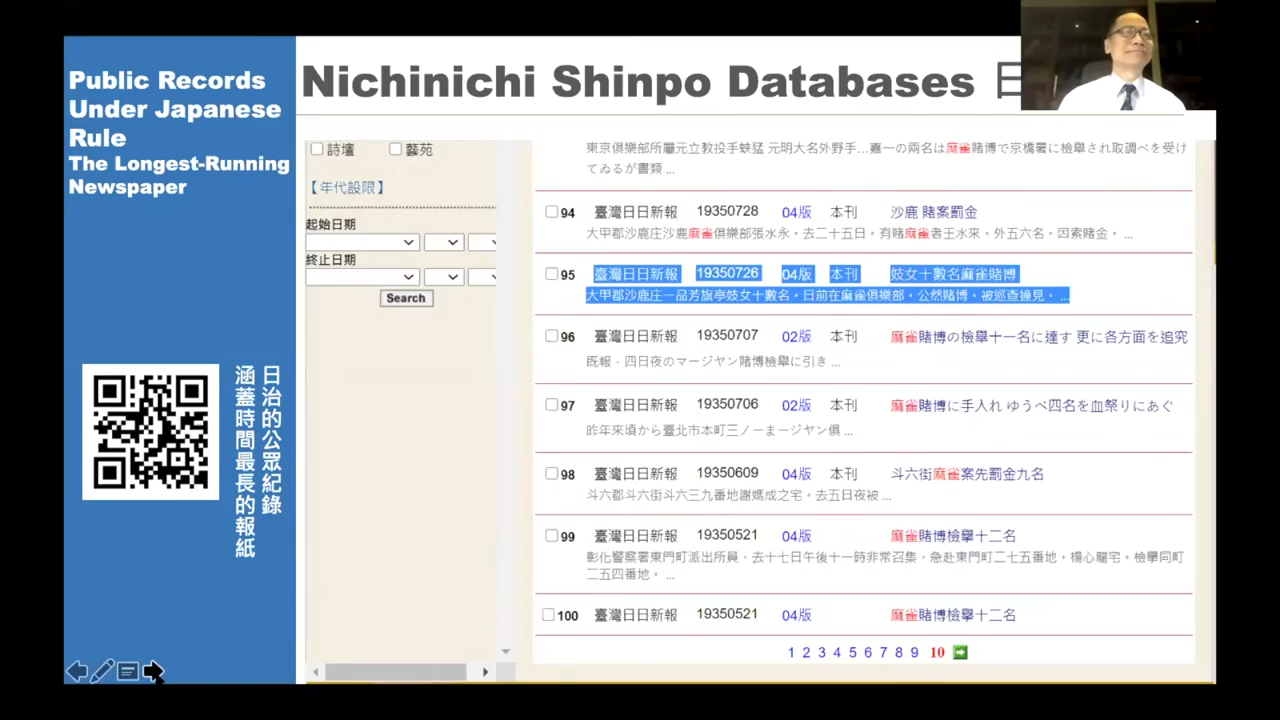 Public Records
Under Japanese
Rule
The Longest-Running
Newspaper
日治的公眾紀錄
涵蓋時間最長的報紙
Nichinichi Shinpo Databases 日
詩壇 藝苑
【年代設限】
起始日期
終止日期
Search
東京俱樂部所屬元立教投手蛱猛 元明大名外野手...嘉一の兩名は麻雀賭博で京橋署に檢舉され取調べを受け
てゐるが書類 ...
94 臺灣日日新報 19350728 04版 本刊 沙鹿 賭案罰金
大甲郡沙鹿庄沙鹿麻雀俱樂部張水永。去二十五日。有賭麻雀者王水來。外五六名。因素賭金。...
95 臺灣日日新報 19350726 04版 本刊 妓女十數名麻雀賭博
大甲郡沙鹿庄一品芳旗亭妓女十數名。日前在麻雀俱樂部。公然賭博。被巡查撞見。 ...
96 臺灣日日新報 19350707 02版 本刊 麻雀賭博の檢舉十一名に達す 更に各方面を追究
既報．四日夜のマージヤン賭博檢舉に引き ...
97 臺灣日日新報 19350706 02版 本刊 麻雀賭博に手入れ ゆうべ四名を血祭りにあぐ
昨年來頃から臺北市本町三ノーまージヤン俱 ...
98 臺灣日日新報 19350609 04版 本刊 斗六街麻雀案先罰金九名
斗六郡斗六街斗六三九番地謝媽成之宅。去五日夜被 ...
99 臺灣日日新報 19350521 04版 麻雀賭博檢舉十二名
彰化警察署東門町派出所員。去十七日午後十一時非常召集。急赴東門町二七五番地。楊心龍宅。檢舉同町
二五四番地。 ...
100 臺灣日日新報 19350521 04版 麻雀賭博檢舉十二名
1 2 3 4 5 6 7 8 9 10